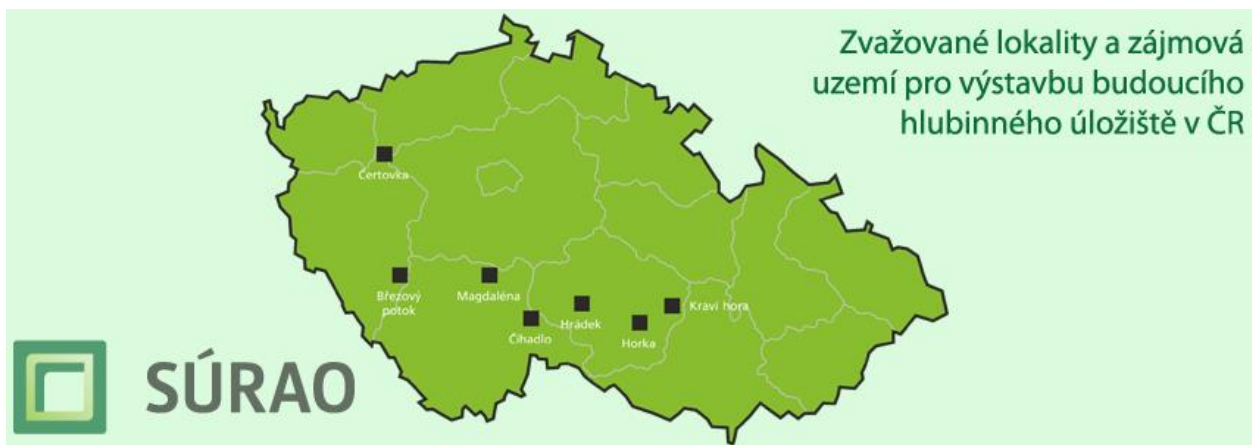 Zvažované lokality a zájmová
uzemí pro výstavbu budoucího
hlubinného úložiště v ČR
Čertovka
Březový
potok
Magdaléna
Čihadlo
Hrádek
Horka
Kraví hora
SÚRAO